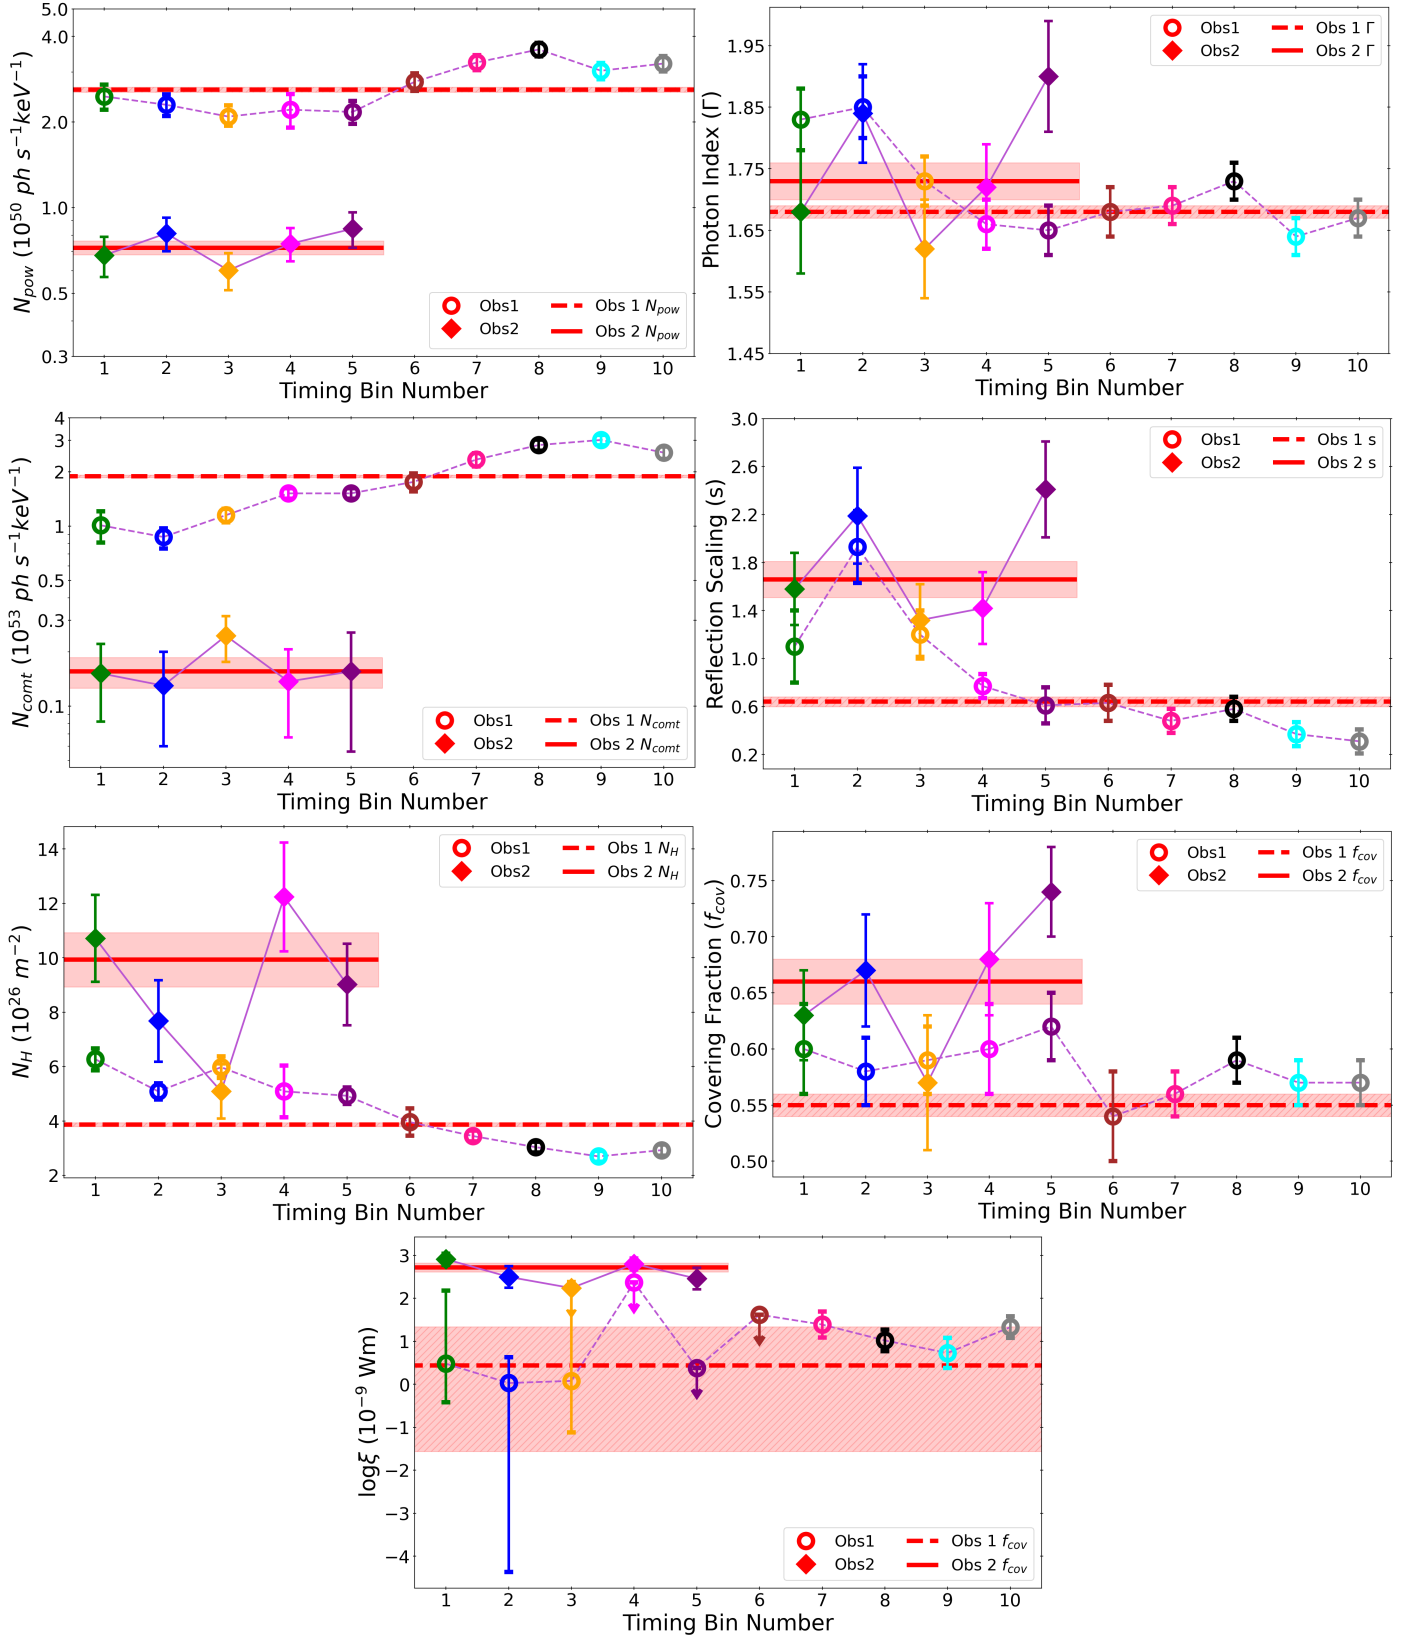 5.0
4.0
2.0
1.0
0.5
0.3
N_pow (10^50 ph s^−1 keV^−1)
Obs1
Obs2
Obs 1 N_pow
Obs 2 N_pow
1 2 3 4 5 6 7 8 9 10
Timing Bin Number
1.95
1.85
1.75
1.65
1.55
1.45
Photon Index (Γ)
Obs1
Obs2
Obs 1 Γ
Obs 2 Γ
1 2 3 4 5 6 7 8 9 10
Timing Bin Number
4
3
2
1
0.5
0.3
0.1
N_comt (10^53 ph s^−1 keV^−1)
Obs1
Obs2
Obs 1 N_comt
Obs 2 N_comt
1 2 3 4 5 6 7 8 9 10
Timing Bin Number
3.0
2.6
2.2
1.8
1.4
1.0
0.6
0.2
Reflection Scaling (s)
Obs1
Obs2
Obs 1 s
Obs 2 s
1 2 3 4 5 6 7 8 9 10
Timing Bin Number
14
12
10
8
6
4
2
N_H (10^26 m^−2)
Obs1
Obs2
Obs 1 N_H
Obs 2 N_H
1 2 3 4 5 6 7 8 9 10
Timing Bin Number
0.75
0.70
0.65
0.60
0.55
0.50
Covering Fraction (f_cov)
Obs1
Obs2
Obs 1 f_cov
Obs 2 f_cov
1 2 3 4 5 6 7 8 9 10
Timing Bin Number
3
2
1
0
−1
−2
−3
−4
logξ (10^−9 Wm)
Obs1
Obs2
Obs 1 f_cov
Obs 2 f_cov
1 2 3 4 5 6 7 8 9 10
Timing Bin Number